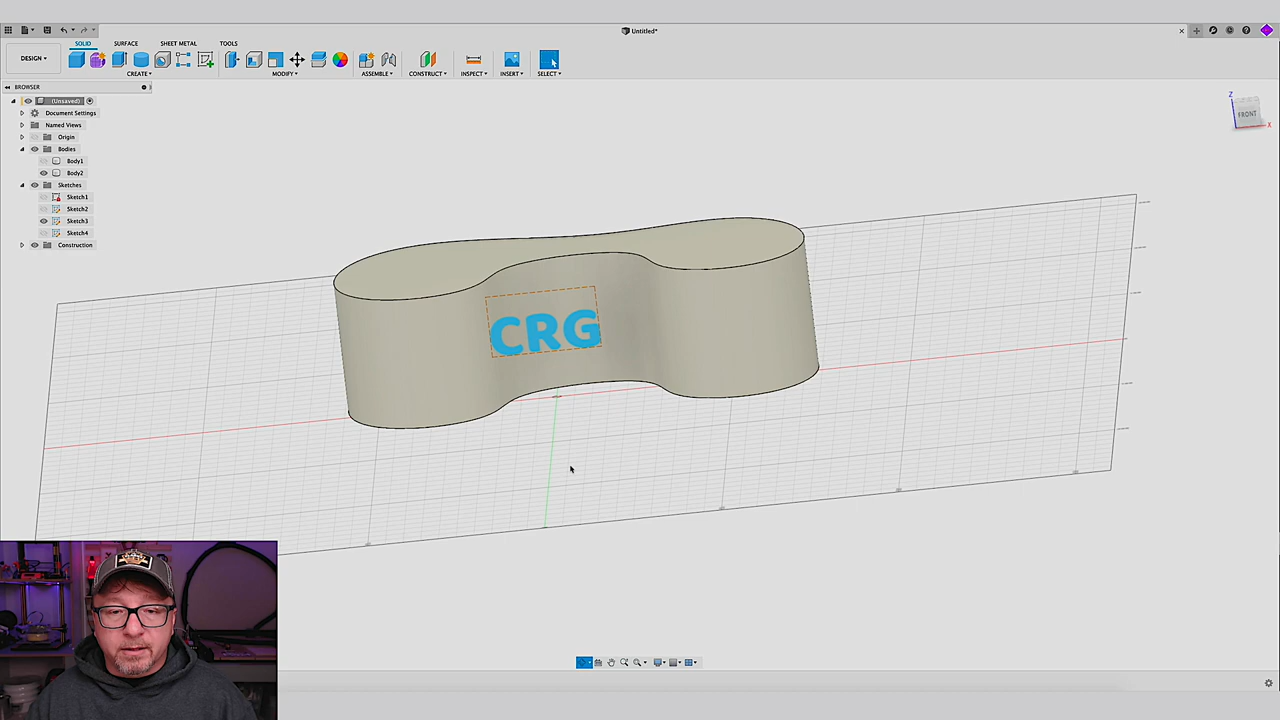 Untitled*
DESIGN
SOLID
SURFACE
SHEET METAL
TOOLS
CREATE
MODIFY
ASSEMBLE
CONSTRUCT
INSPECT
INSERT
SELECT
BROWSER
(Unsaved)
Document Settings
Named Views
Origin
Bodies
Body1
Body2
Sketches
Sketch1
Sketch2
Sketch3
Sketch4
Construction
Z
FRONT
X
CRG